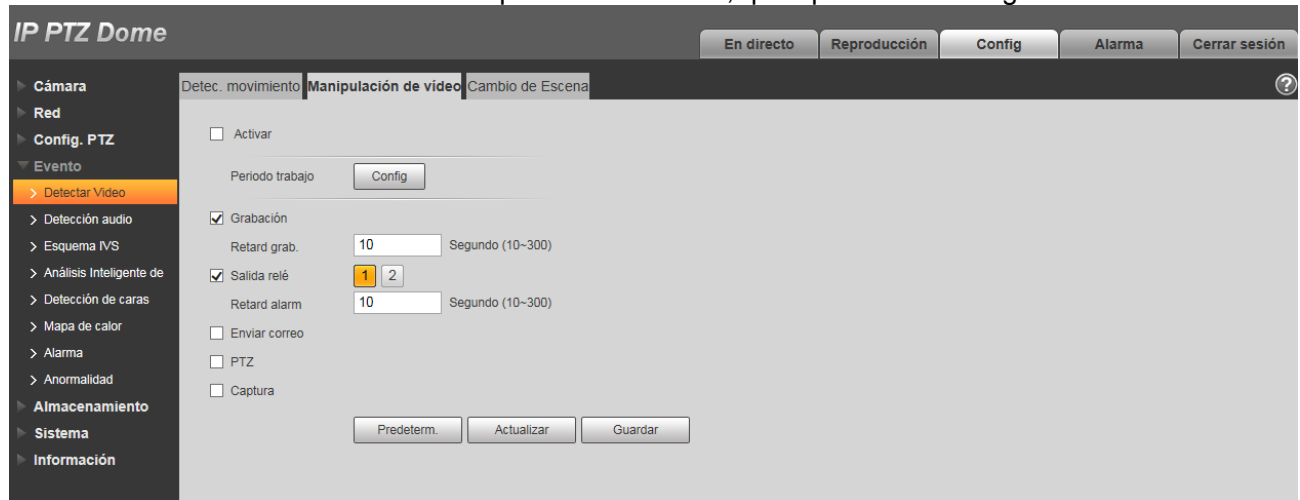 IP PTZ Dome
En directo
Reproducción
Config
Alarma
Cerrar sesión
Cámara
Red
Config. PTZ
Evento
Detectar Video
Detección audio
Esquema IVS
Análisis Inteligente de
Detección de caras
Mapa de calor
Alarma
Anormalidad
Almacenamiento
Sistema
Información
Detec. movimiento
Manipulación de vídeo
Cambio de Escena
?
Activar
Periodo trabajo Config
Grabación
Retard grab. 10 Segundo (10~300)
Salida relé 1 2
Retard alarm 10 Segundo (10~300)
Enviar correo
PTZ
Captura
Predeterm. Actualizar Guardar